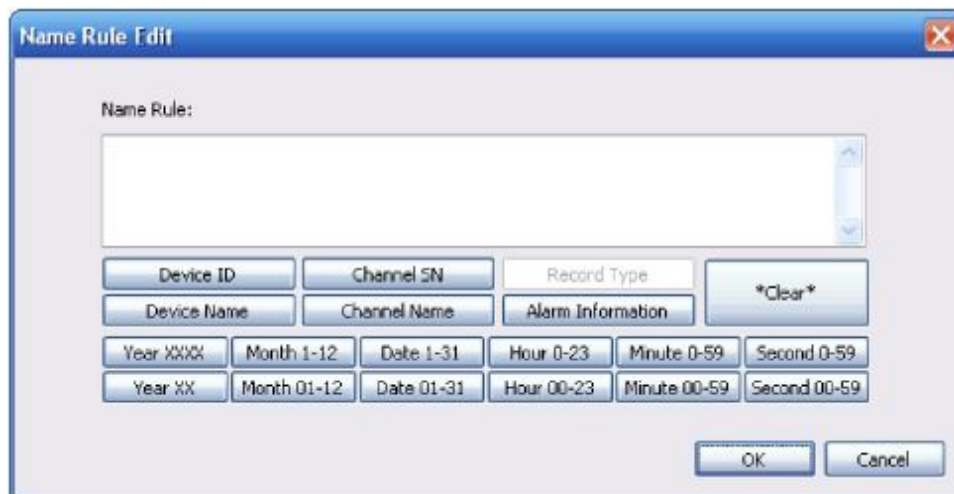 Name Rule Edit
Name Rule:
Device ID Channel SN Record Type
*Clear*
Device Name Channel Name Alarm Information
Year XXXX Month 1-12 Date 1-31 Hour 0-23 Minute 0-59 Second 0-59
Year XX Month 01-12 Date 01-31 Hour 00-23 Minute 00-59 Second 00-59
OK Cancel